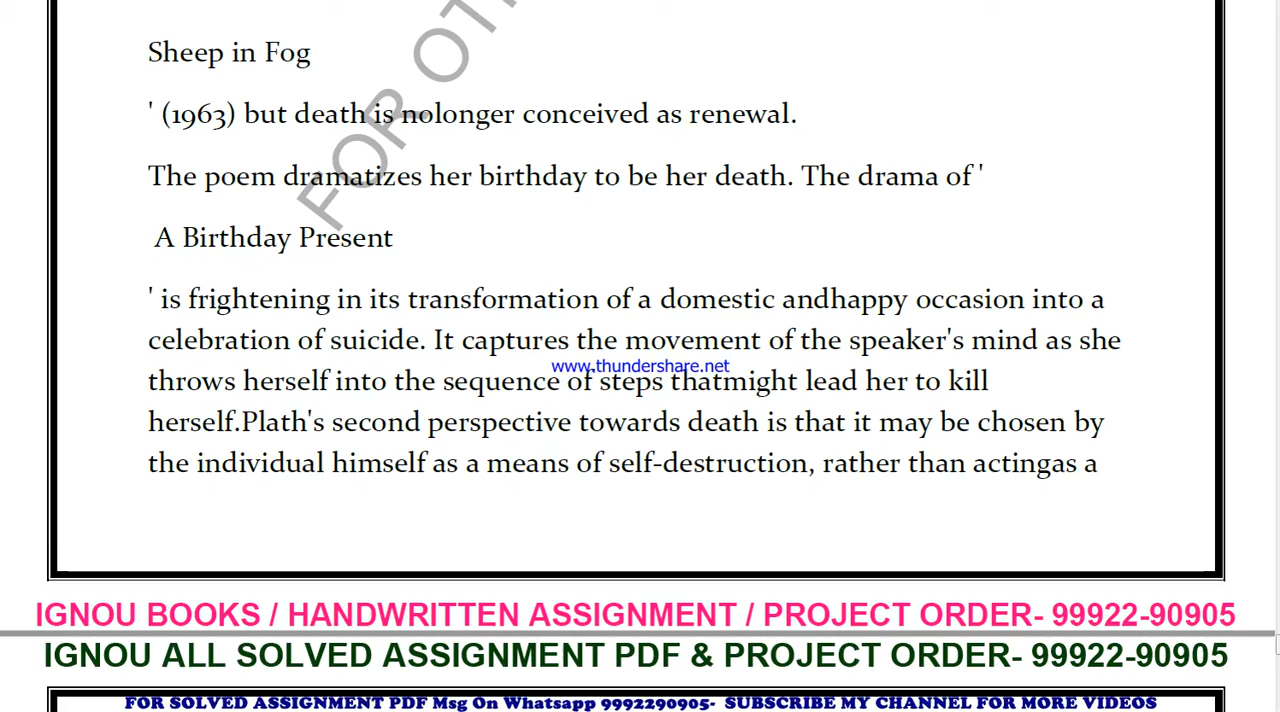 Sheep in Fog
' (1963) but death is nolonger conceived as renewal.
The poem dramatizes her birthday to be her death. The drama of '
A Birthday Present
' is frightening in its transformation of a domestic andhappy occasion into a
celebration of suicide. It captures the movement of the speaker's mind as she
www.thundershare.net
throws herself into the sequence of steps thatmight lead her to kill
herself.Plath's second perspective towards death is that it may be chosen by
the individual himself as a means of self-destruction, rather than actingas a
FOR OT
IGNOU BOOKS / HANDWRITTEN ASSIGNMENT / PROJECT ORDER- 99922-90905
IGNOU ALL SOLVED ASSIGNMENT PDF & PROJECT ORDER- 99922-90905
FOR SOLVED ASSIGNMENT PDF Msg On Whatsapp 9992290905- SUBSCRIBE MY CHANNEL FOR MORE VIDEOS